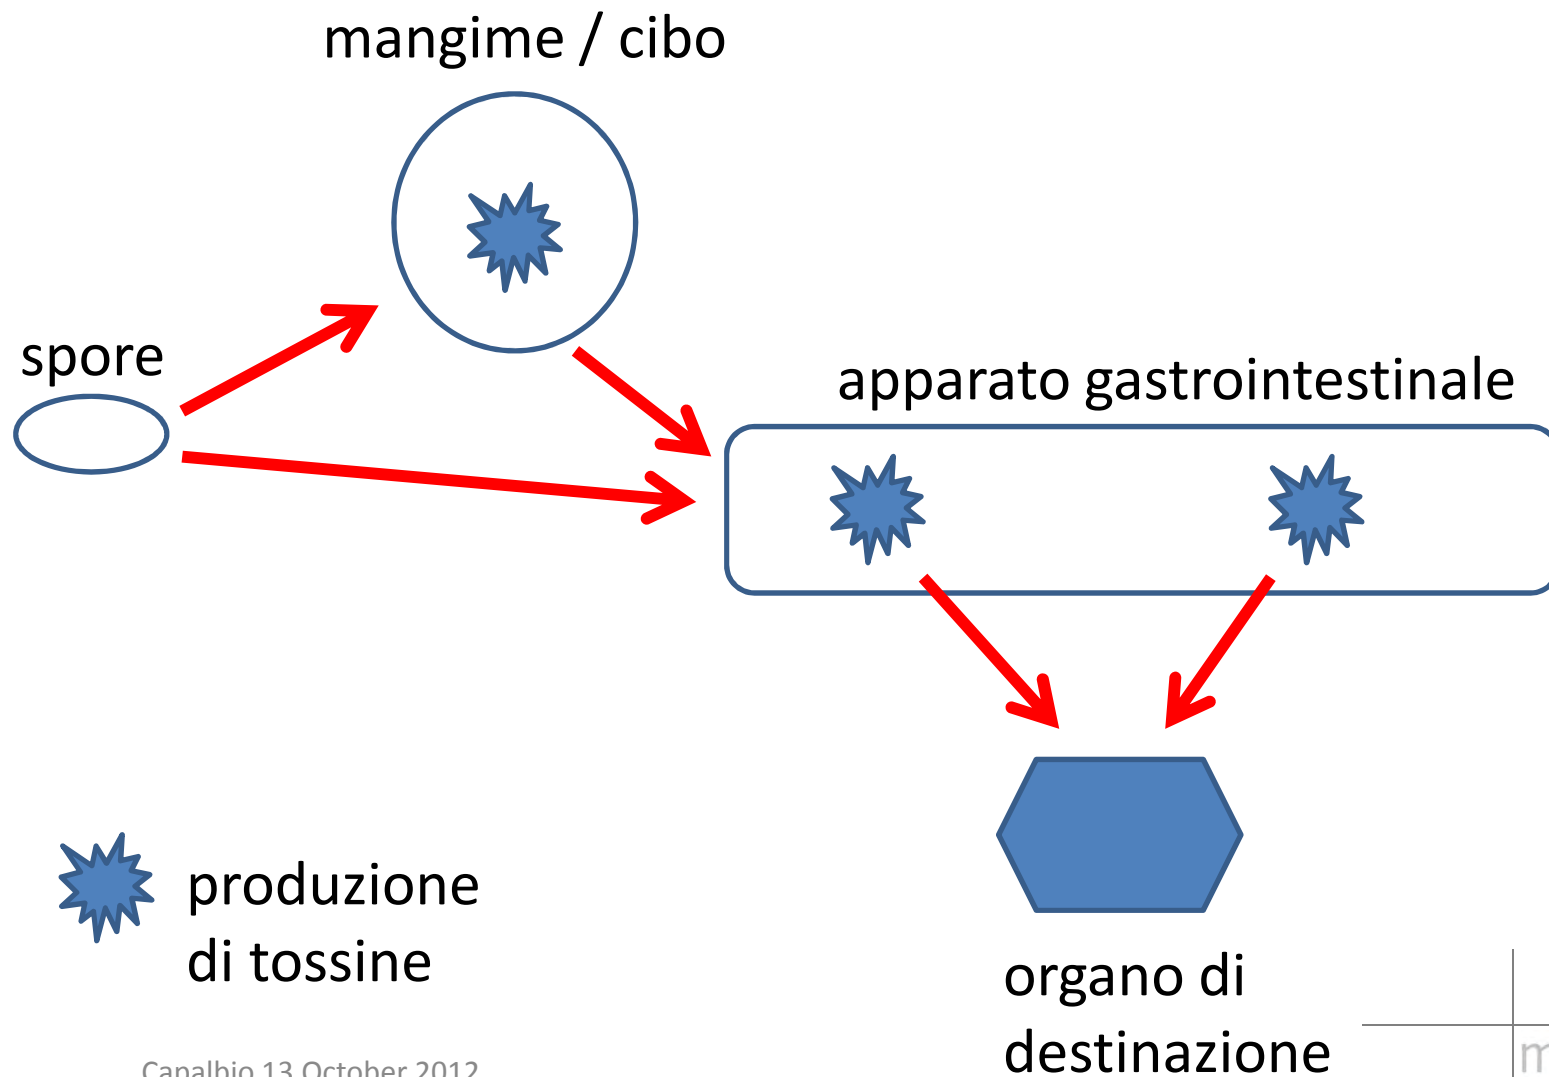 mangime / cibo
spore
apparato gastrointestinale
produzione
di tossine
organo di
destinazione
Capalbio 13 October 2012
m